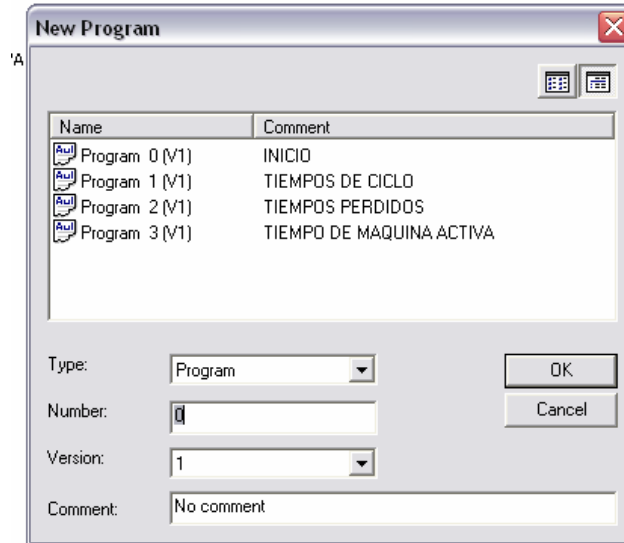 New Program
'A
Name Comment
Program 0 (V1) INICIO
Program 1 (V1) TIEMPOS DE CICLO
Program 2 (V1) TIEMPOS PERDIDOS
Program 3 (V1) TIEMPO DE MAQUINA ACTIVA
Type: Program OK
Number: 0 Cancel
Version: 1
Comment: No comment